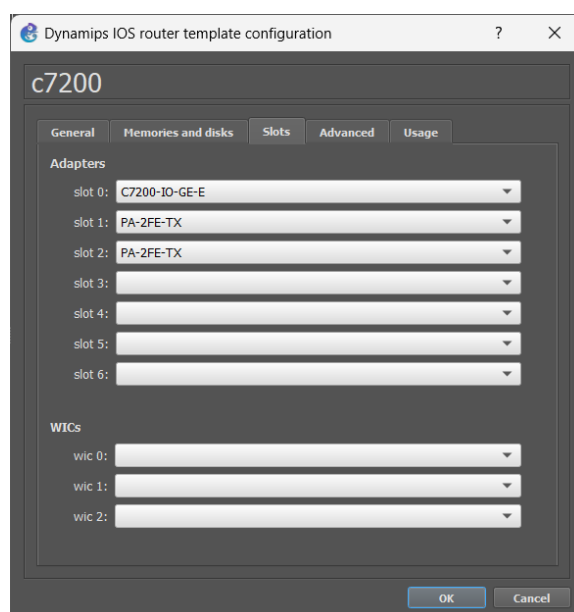 Dynamips IOS router template configuration ? ×
c7200
General Memories and disks Slots Advanced Usage
Adapters
slot 0: C7200-IO-GE-E
slot 1: PA-2FE-TX
slot 2: PA-2FE-TX
slot 3:
slot 4:
slot 5:
slot 6:
WICs
wic 0:
wic 1:
wic 2:
OK Cancel